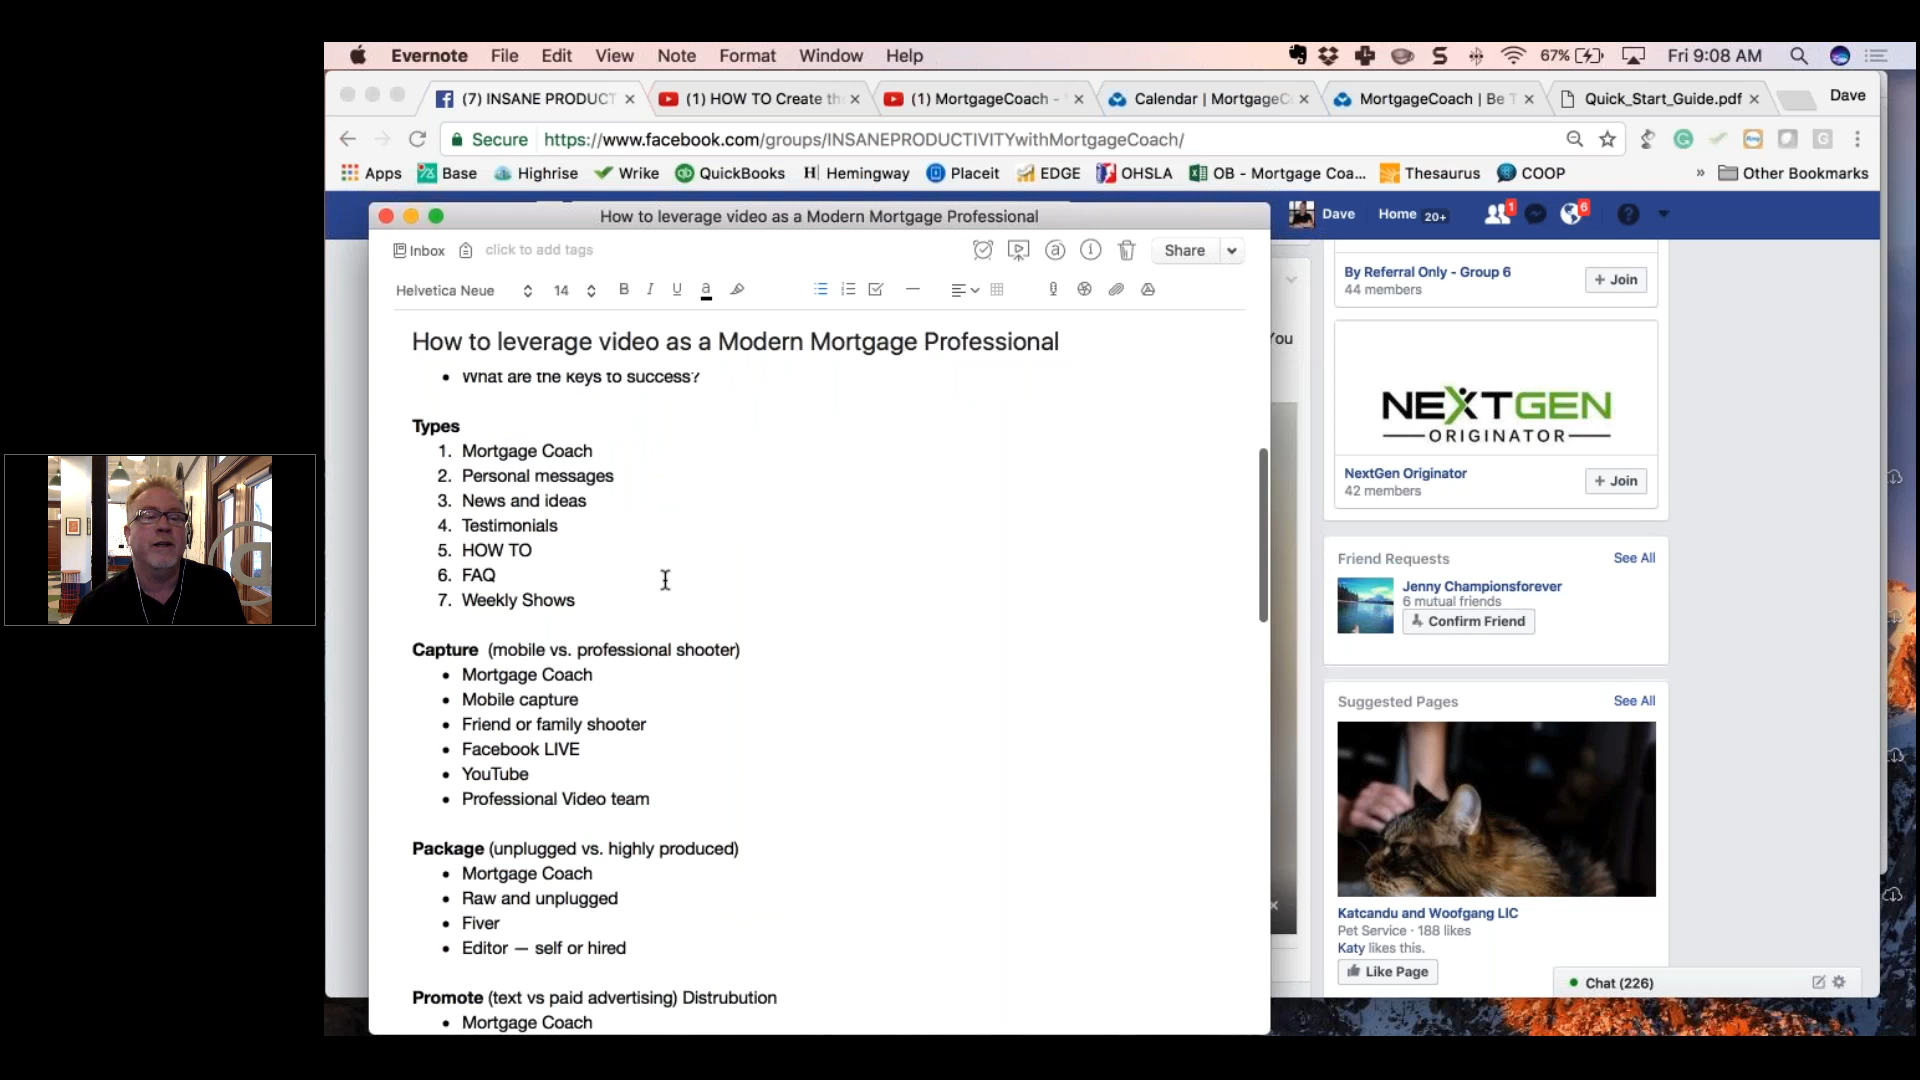 Evernote File Edit View Note Format Window Help 67% Fri 9:08 AM
(7) INSANE PRODUCT (1) HOW TO Create th (1) MortgageCoach - Calendar | MortgageC MortgageCoach | Be T Quick_Start_Guide.pdf Dave
Secure https://www.facebook.com/groups/INSANEPRODUCTIVITYwithMortgageCoach/
Apps Base Highrise Wrike QuickBooks Hemingway Placeit EDGE OHSLA OB - Mortgage Coa... Thesaurus COOP » Other Bookmarks
How to leverage video as a Modern Mortgage Professional
Dave Home 20+ 1 6
Inbox click to add tags Share
Helvetica Neue 14 B I U a
How to leverage video as a Modern Mortgage Professional
• What are the keys to success?
Types
1. Mortgage Coach
2. Personal messages
3. News and ideas
4. Testimonials
5. HOW TO
6. FAQ
7. Weekly Shows
Capture (mobile vs. professional shooter)
• Mortgage Coach
• Mobile capture
• Friend or family shooter
• Facebook LIVE
• YouTube
• Professional Video team
Package (unplugged vs. highly produced)
• Mortgage Coach
• Raw and unplugged
• Fiver
• Editor — self or hired
Promote (text vs paid advertising) Distrubution
• Mortgage Coach
You
By Referral Only - Group 6
44 members
+ Join
NEXTGEN
ORIGINATOR
NextGen Originator
42 members
+ Join
Friend Requests See All
Jenny Championsforever
6 mutual friends
Confirm Friend
Suggested Pages See All
Katcandu and Woofgang LIC
Pet Service · 188 likes
Katy likes this.
Like Page
Chat (226)